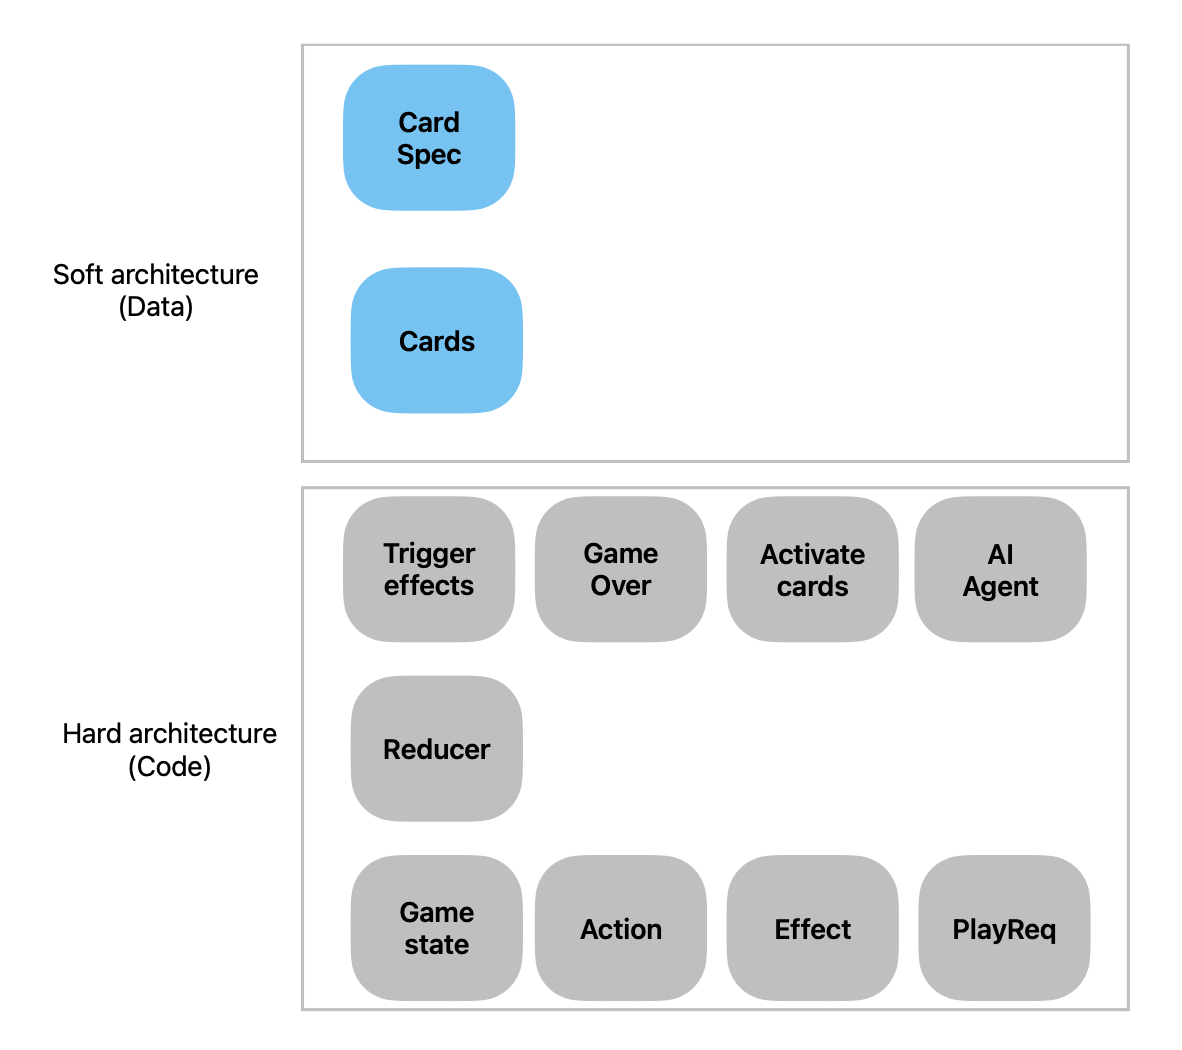 Card
Spec
Soft architecture
(Data)
Cards
Trigger
effects
Game
Over
Activate
cards
AI
Agent
Hard architecture
(Code)
Reducer
Game
state
Action
Effect
PlayReq